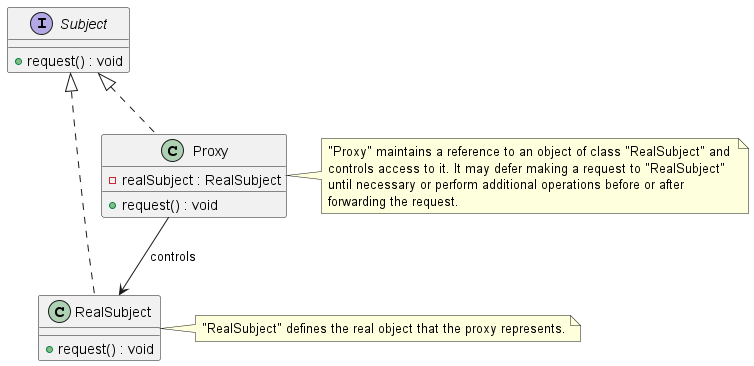 I Subject
request() : void
C Proxy
realSubject : RealSubject
request() : void
"Proxy" maintains a reference to an object of class "RealSubject" and
controls access to it. It may defer making a request to "RealSubject"
until necessary or perform additional operations before or after
forwarding the request.
controls
C RealSubject
request() : void
"RealSubject" defines the real object that the proxy represents.